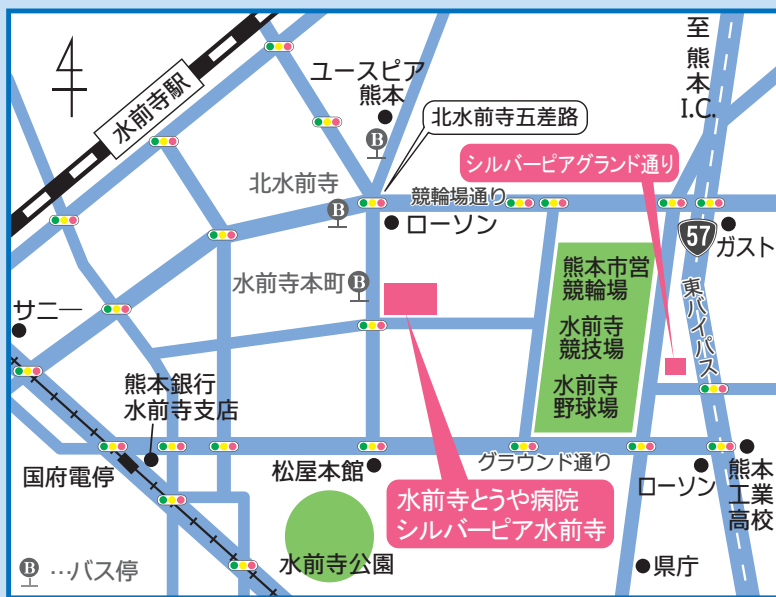 至
熊
本
I.C.
水前寺駅
ユースピア
熊本
B
北水前寺五差路
シルバーピアグランド通り
北水前寺
B
競輪場通り
ローソン
57
ガスト
水前寺本町
B
熊本市営
競輪場
水前寺
競技場
水前寺
野球場
東バイパス
サニー
熊本銀行
水前寺支店
国府電停
松屋本館
グラウンド通り
ローソン
熊本
工業
高校
水前寺とうや病院
シルバーピア水前寺
水前寺公園
県庁
B …バス停